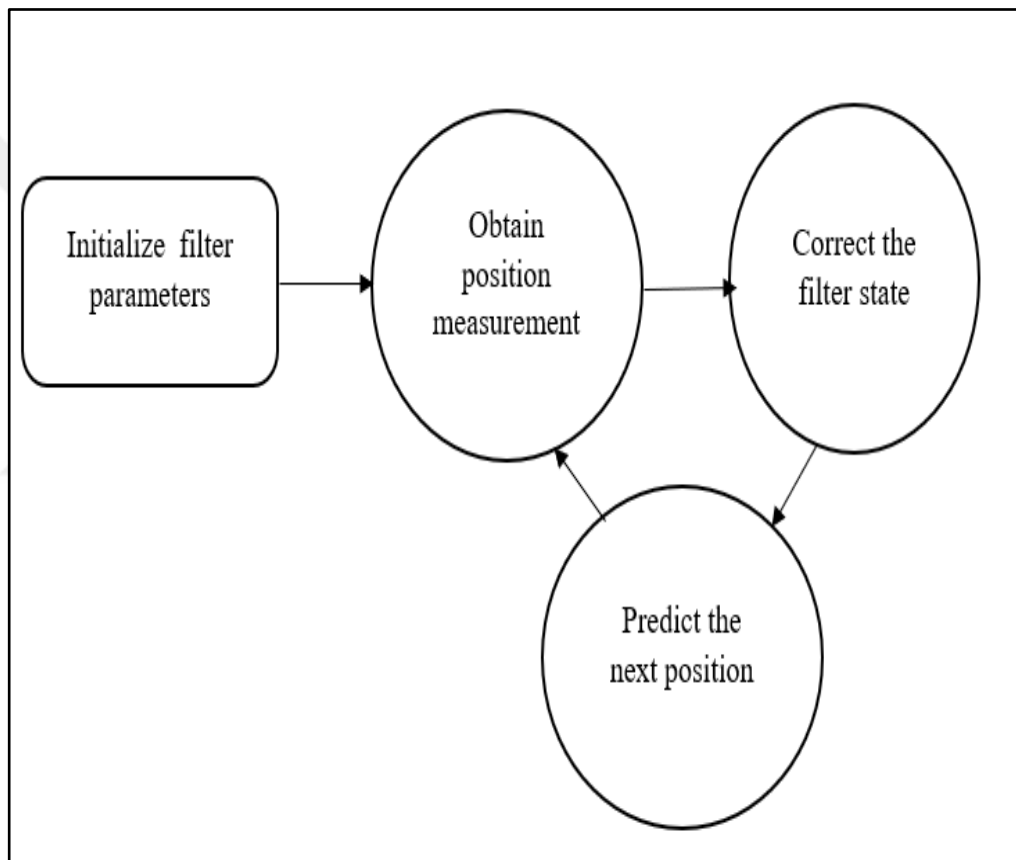 Initialize filter
parameters
Obtain
position
measurement
Correct the
filter state
Predict the
next position